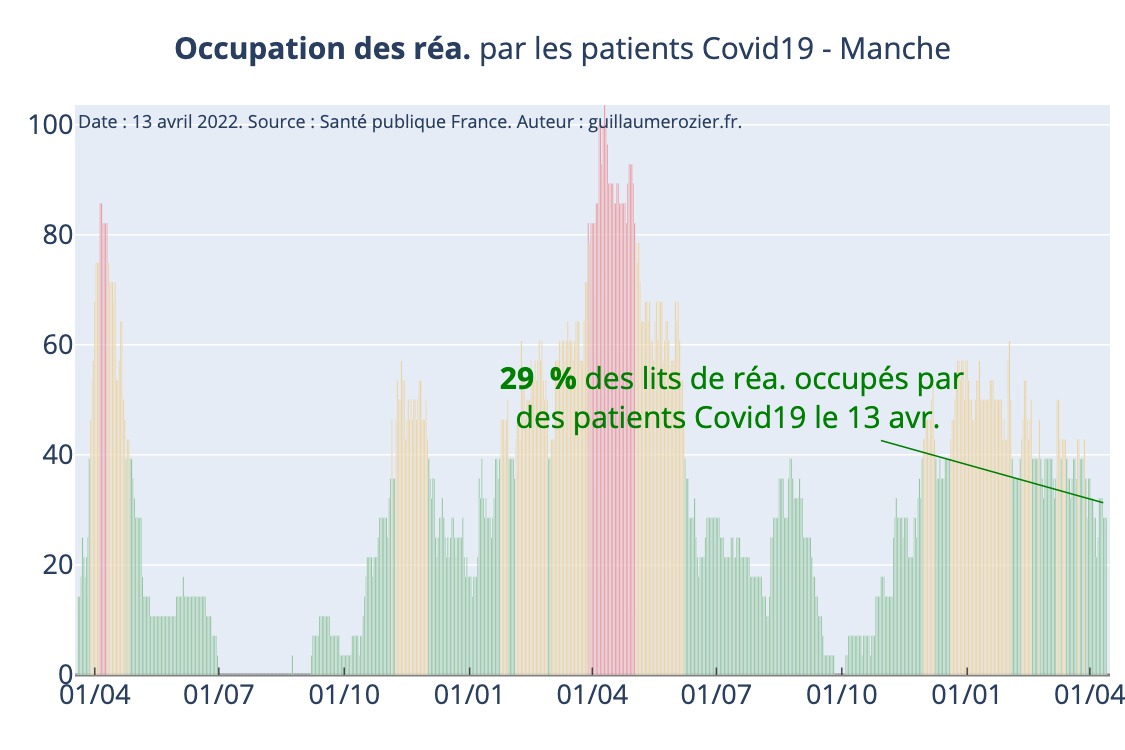 Occupation des réa. par les patients Covid19 - Manche
Date : 13 avril 2022. Source : Santé publique France. Auteur : guillaumerozier.fr.
100
80
60
40
20
0
29 % des lits de réa. occupés par
des patients Covid19 le 13 avr.
01/04 01/07 01/10 01/01 01/04 01/07 01/10 01/01 01/04